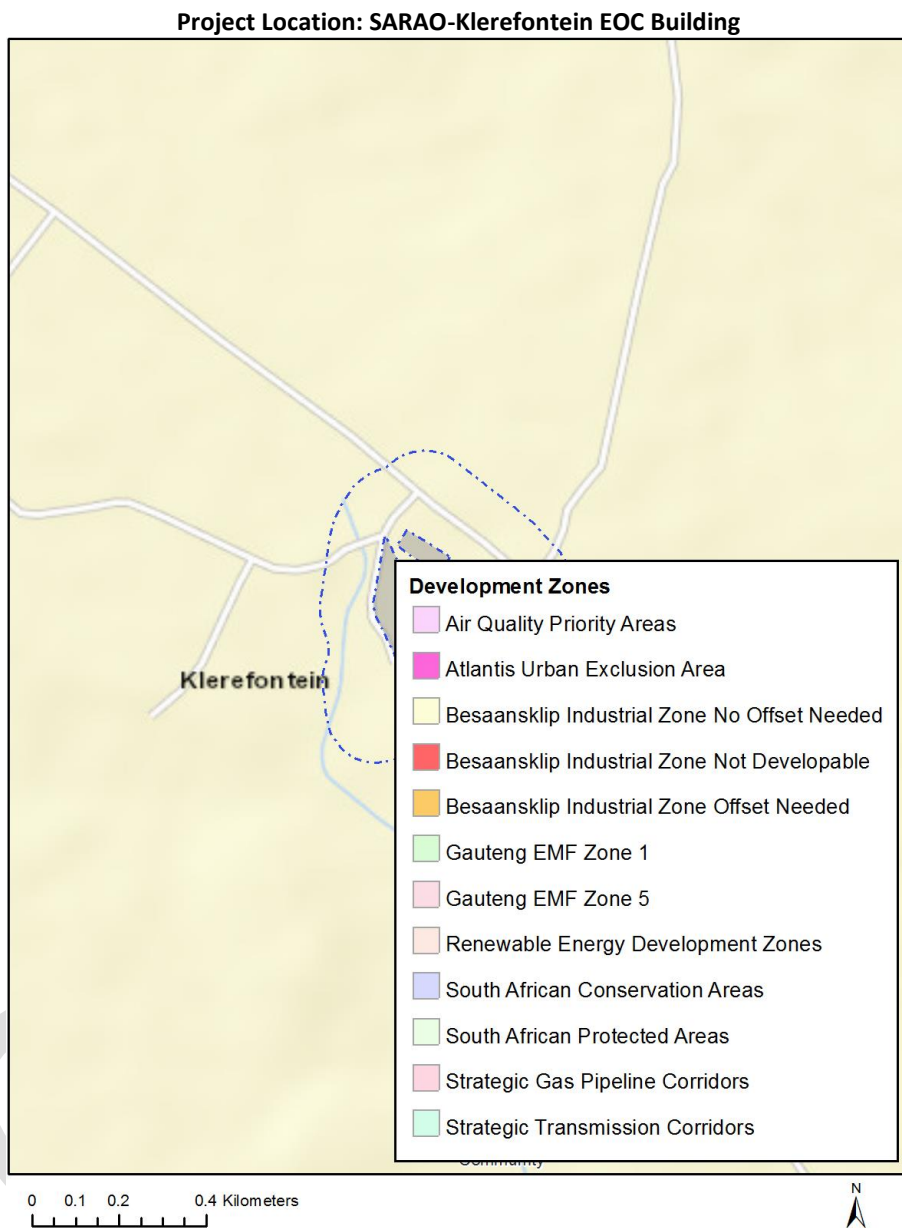 Project Location: SARAO-Klerefontein EOC Building
Klerefontein
Development Zones
Air Quality Priority Areas
Atlantis Urban Exclusion Area
Besaansklip Industrial Zone No Offset Needed
Besaansklip Industrial Zone Not Developable
Besaansklip Industrial Zone Offset Needed
Gauteng EMF Zone 1
Gauteng EMF Zone 5
Renewable Energy Development Zones
South African Conservation Areas
South African Protected Areas
Strategic Gas Pipeline Corridors
Strategic Transmission Corridors
Community
0 0.1 0.2 0.4 Kilometers
N